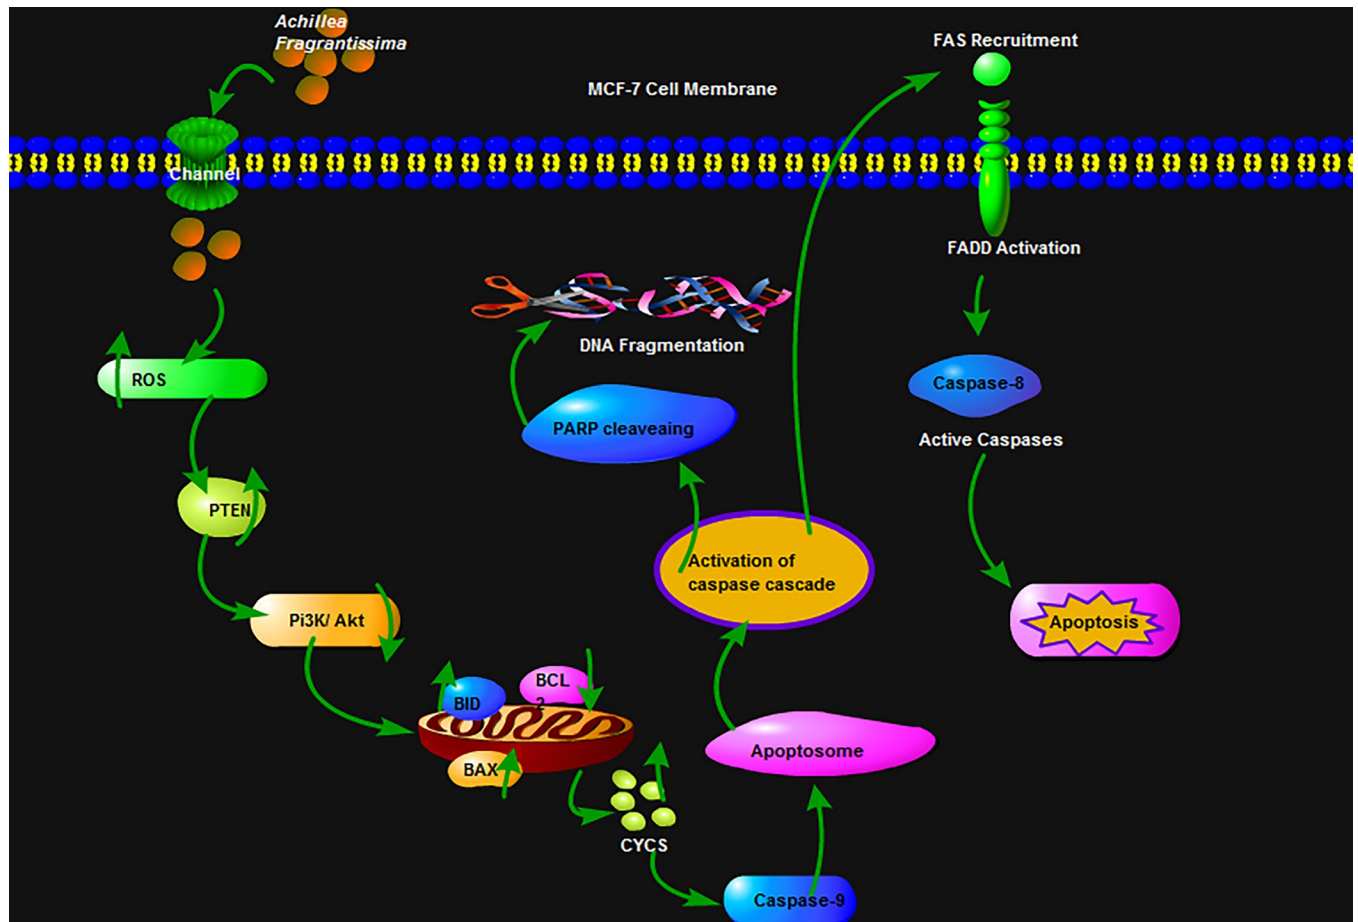 Achillea
Fragrantissima
FAS Recruitment
MCF-7 Cell Membrane
Channel
FADD Activation
DNA Fragmentation
ROS
Caspase-8
PARP cleaveaing
Active Caspases
PTEN
Activation of
caspase cascade
Pi3K/ Akt
Apoptosis
BCL
2
BID
Apoptosome
BAX
CYCS
Caspase-9